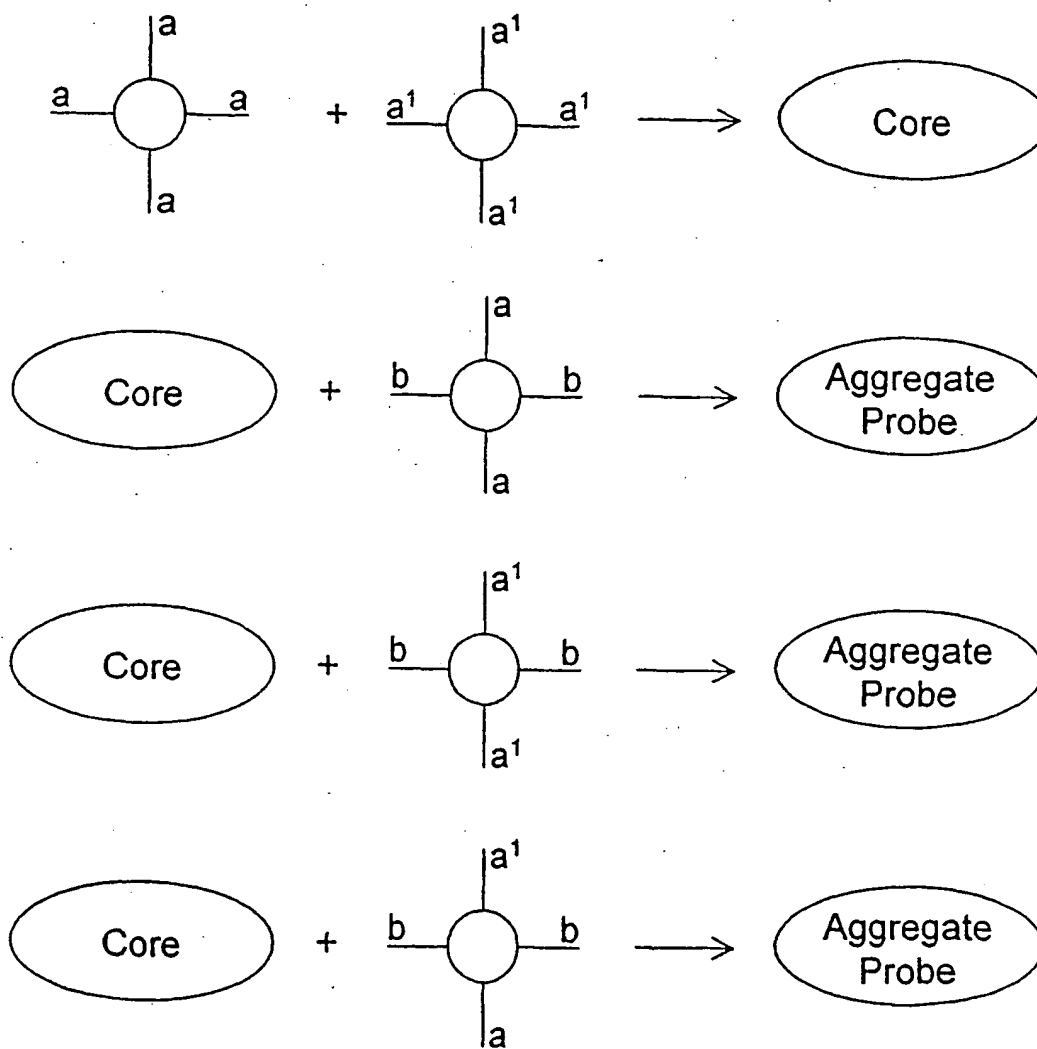 a a¹
a a + a¹ a¹ Core
a a¹
a
Core + b b Aggregate
Probe
a
a¹
Core + b b Aggregate
Probe
a¹
a¹
Core + b b Aggregate
Probe
a